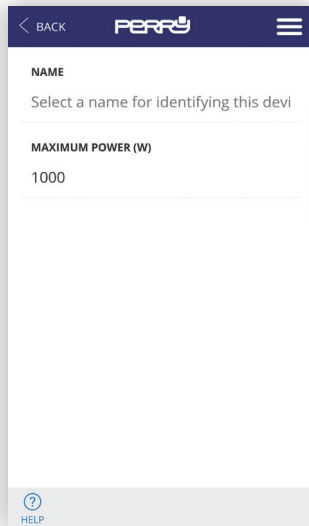 BACK
PERRY
NAME
Select a name for identifying this devi
MAXIMUM POWER (W)
1000
?
HELP